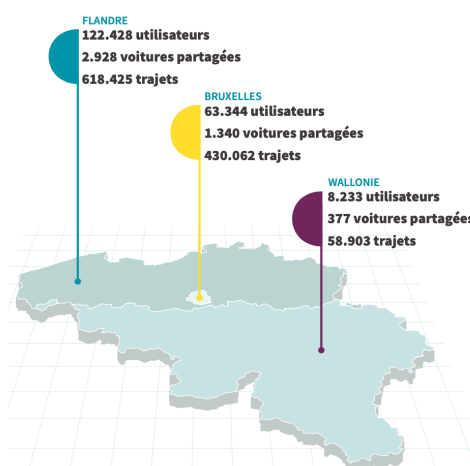 FLANDRE
122.428 utilisateurs
2.928 voitures partagées
618.425 trajets
BRUXELLES
63.344 utilisateurs
1.340 voitures partagées
430.062 trajets
WALLONIE
8.233 utilisateurs
377 voitures partagées
58.903 trajets